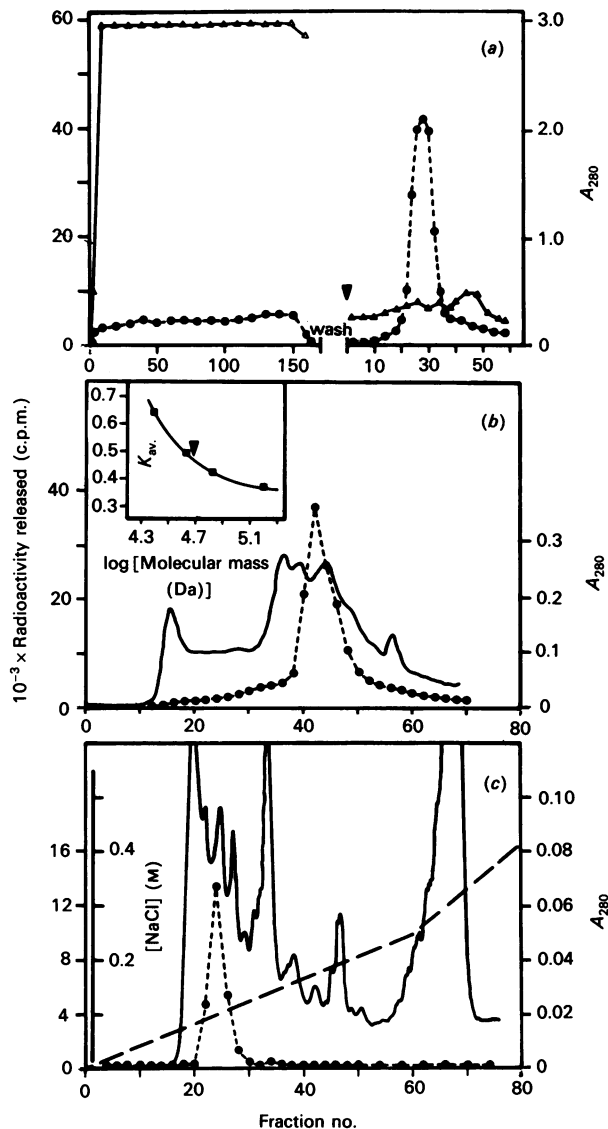 60
40
20
0
(a)
3.0
2.0
1.0
0
A280
wash
0 50 100 150 10 30 50
10⁻³ × Radioactivity released (c.p.m.)
(b)
0.7
0.6
0.5
0.4
0.3
Kav.
4.3 4.7 5.1
log [Molecular mass
(Da)]
40
20
0
0.3
0.2
0.1
0
A280
0 20 40 60 80
(c)
16
12
8
4
0
0.4
0.2
[NaCl] (M)
0.10
0.08
0.06
0.04
0.02
0
A280
0 20 40 60 80
Fraction no.